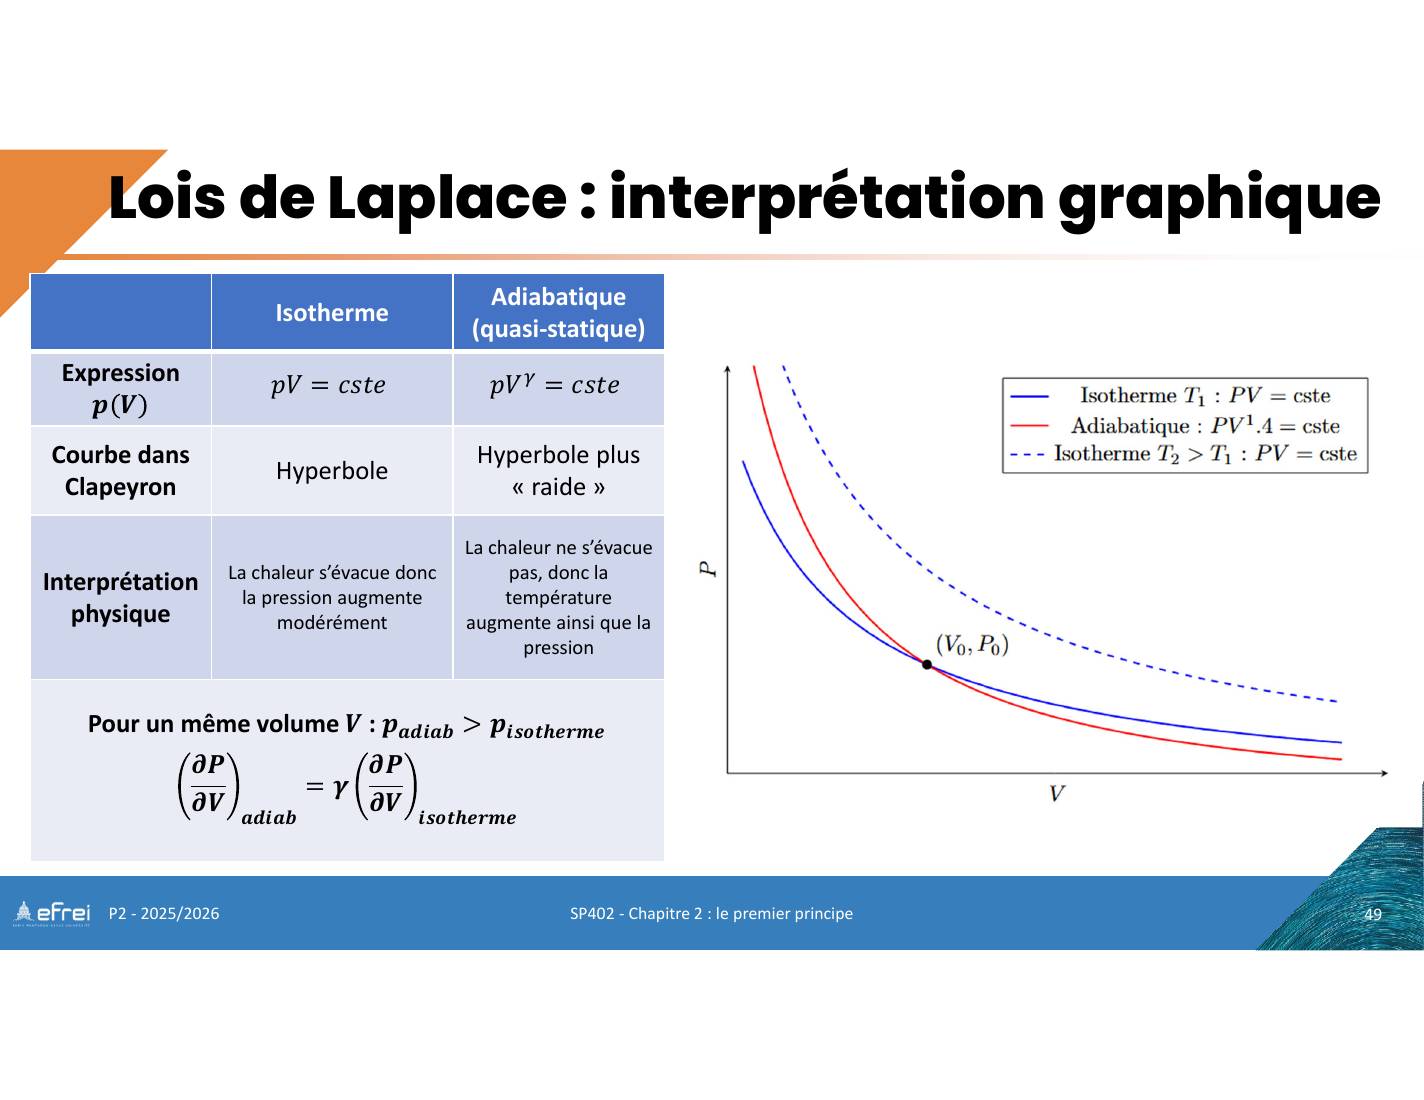 Lois de Laplace : interprétation graphique
Isotherme
Adiabatique
(quasi-statique)
Expression
p(V)
pV = cste
pV^γ = cste
Courbe dans
Clapeyron
Hyperbole
Hyperbole plus
« raide »
Interprétation
physique
La chaleur s’évacue donc
la pression augmente
modérément
La chaleur ne s’évacue
pas, donc la
température
augmente ainsi que la
pression
Pour un même volume V : p_adiab > p_isotherme
(∂P/∂V)_adiab = γ (∂P/∂V)_isotherme
Isotherme T₁ : PV = cste
Adiabatique : PV¹.4 = cste
Isotherme T₂ > T₁ : PV = cste
P
(V₀, P₀)
V
efrei
P2 - 2025/2026
SP402 - Chapitre 2 : le premier principe
49